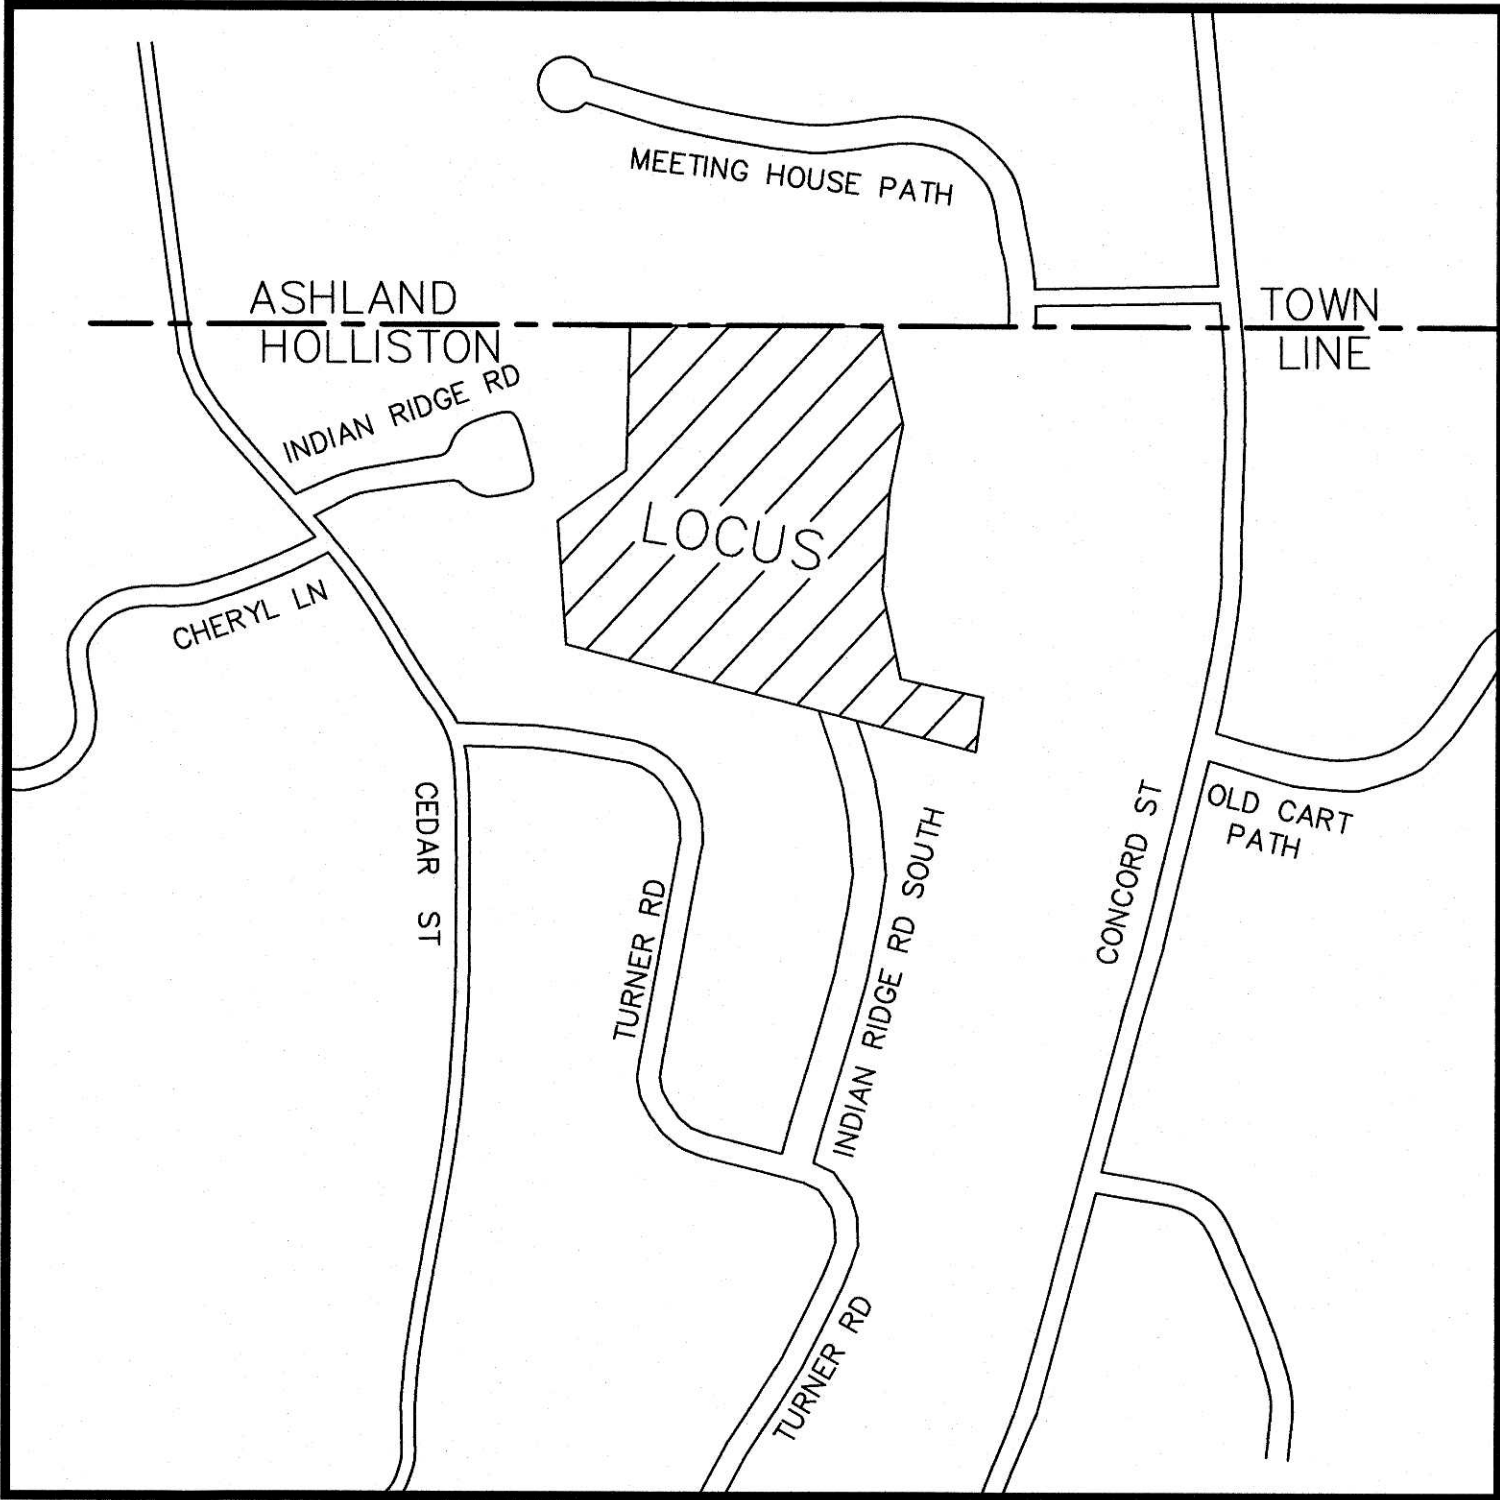 MEETING HOUSE PATH
ASHLAND
HOLLISTON
TOWN
LINE
INDIAN RIDGE RD
LOCUS
CHERYL LN
CEDAR ST
TURNER RD
INDIAN RIDGE RD SOUTH
CONCORD ST
OLD CART
PATH
TURNER RD